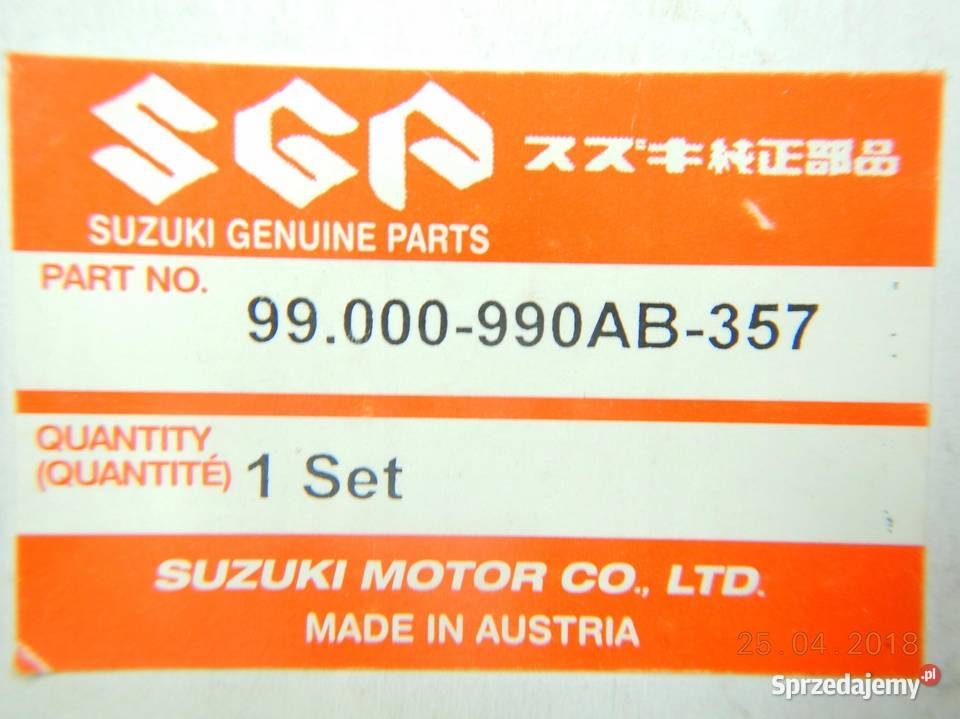 SGP スズキ純正部品
SUZUKI GENUINE PARTS
PART NO.
99.000-990AB-357
QUANTITY
(QUANTITÉ) 1 Set
SUZUKI MOTOR CO., LTD.
MADE IN AUSTRIA
25.04.2018
Sprzedajemy.pl